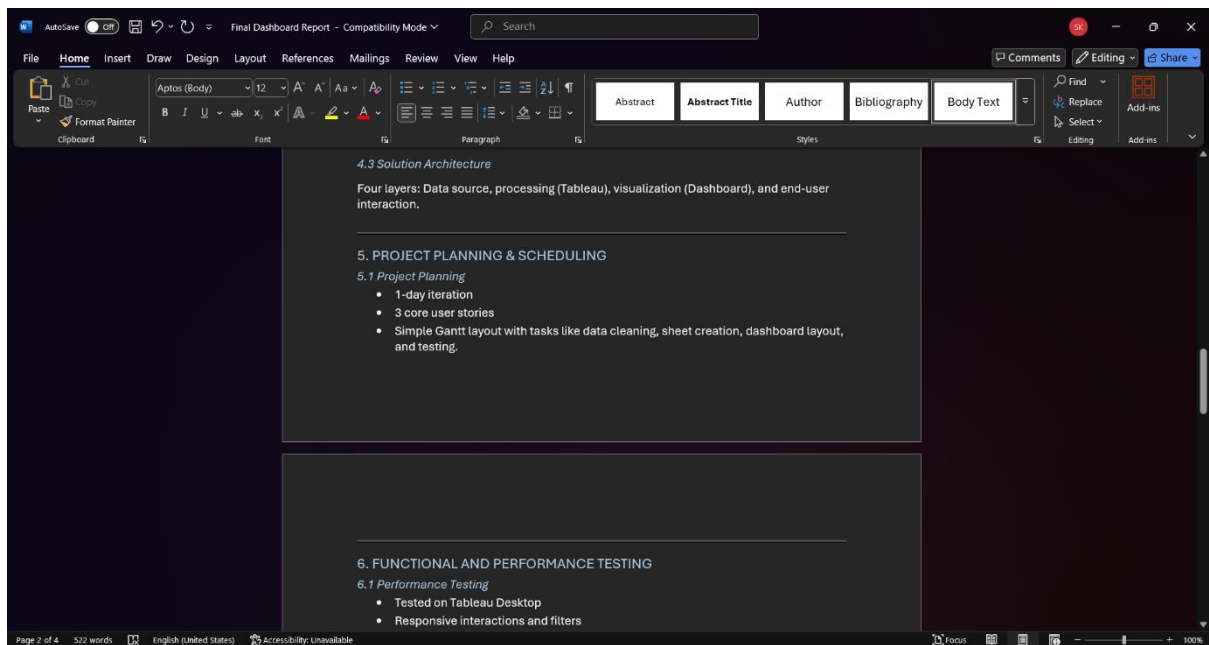 AutoSave Off Final Dashboard Report - Compatibility Mode Search SK
File Home Insert Draw Design Layout References Mailings Review View Help Comments Editing Share
Paste
Cut
Copy
Format Painter
Clipboard
Aptos (Body) 12 A^ A˅ Aa A
B I U ab x₂ x² A A
Font
Paragraph
Abstract Abstract Title Author Bibliography Body Text
Styles
Find
Replace
Select
Editing
Add-ins
Add-ins
4.3 Solution Architecture
Four layers: Data source, processing (Tableau), visualization (Dashboard), and end-user
interaction.
5. PROJECT PLANNING & SCHEDULING
5.1 Project Planning
• 1-day iteration
• 3 core user stories
• Simple Gantt layout with tasks like data cleaning, sheet creation, dashboard layout,
and testing.
6. FUNCTIONAL AND PERFORMANCE TESTING
6.1 Performance Testing
• Tested on Tableau Desktop
• Responsive interactions and filters
Page 2 of 4 522 words English (United States) Accessibility: Unavailable Focus 100%